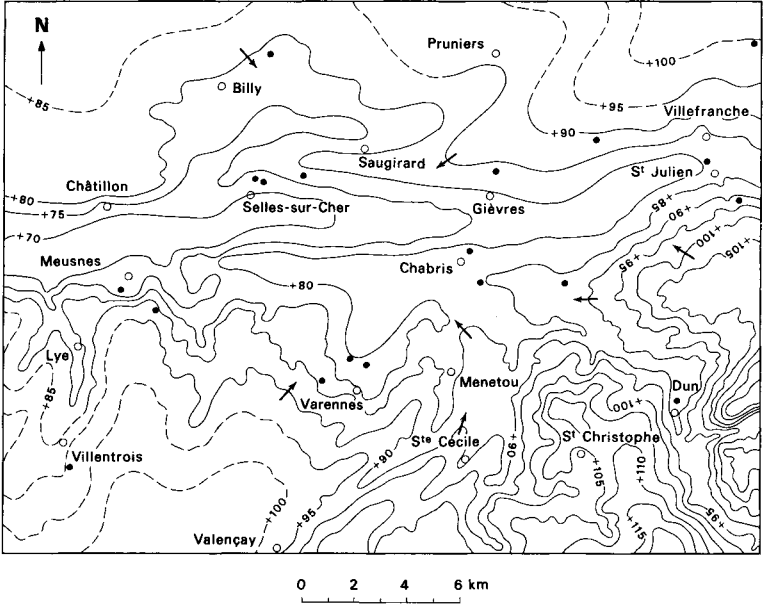 N
Pruniers
+100
+85
Billy
+95
Villefranche
+90
Saugirard
St Julien
Châtillon
+80
+75
Selles-sur-Cher
Gièvres
85
+90
+100
+105
+70
Meusnes
Chabris
+95
+80
Lye
Menetou
Dun
+85
Varennes
+100
Ste Cécile
+90
St Christophe
Villentrois
+90
+105
+110
+100
+95
+95
+115
Valençay
0 2 4 6 km